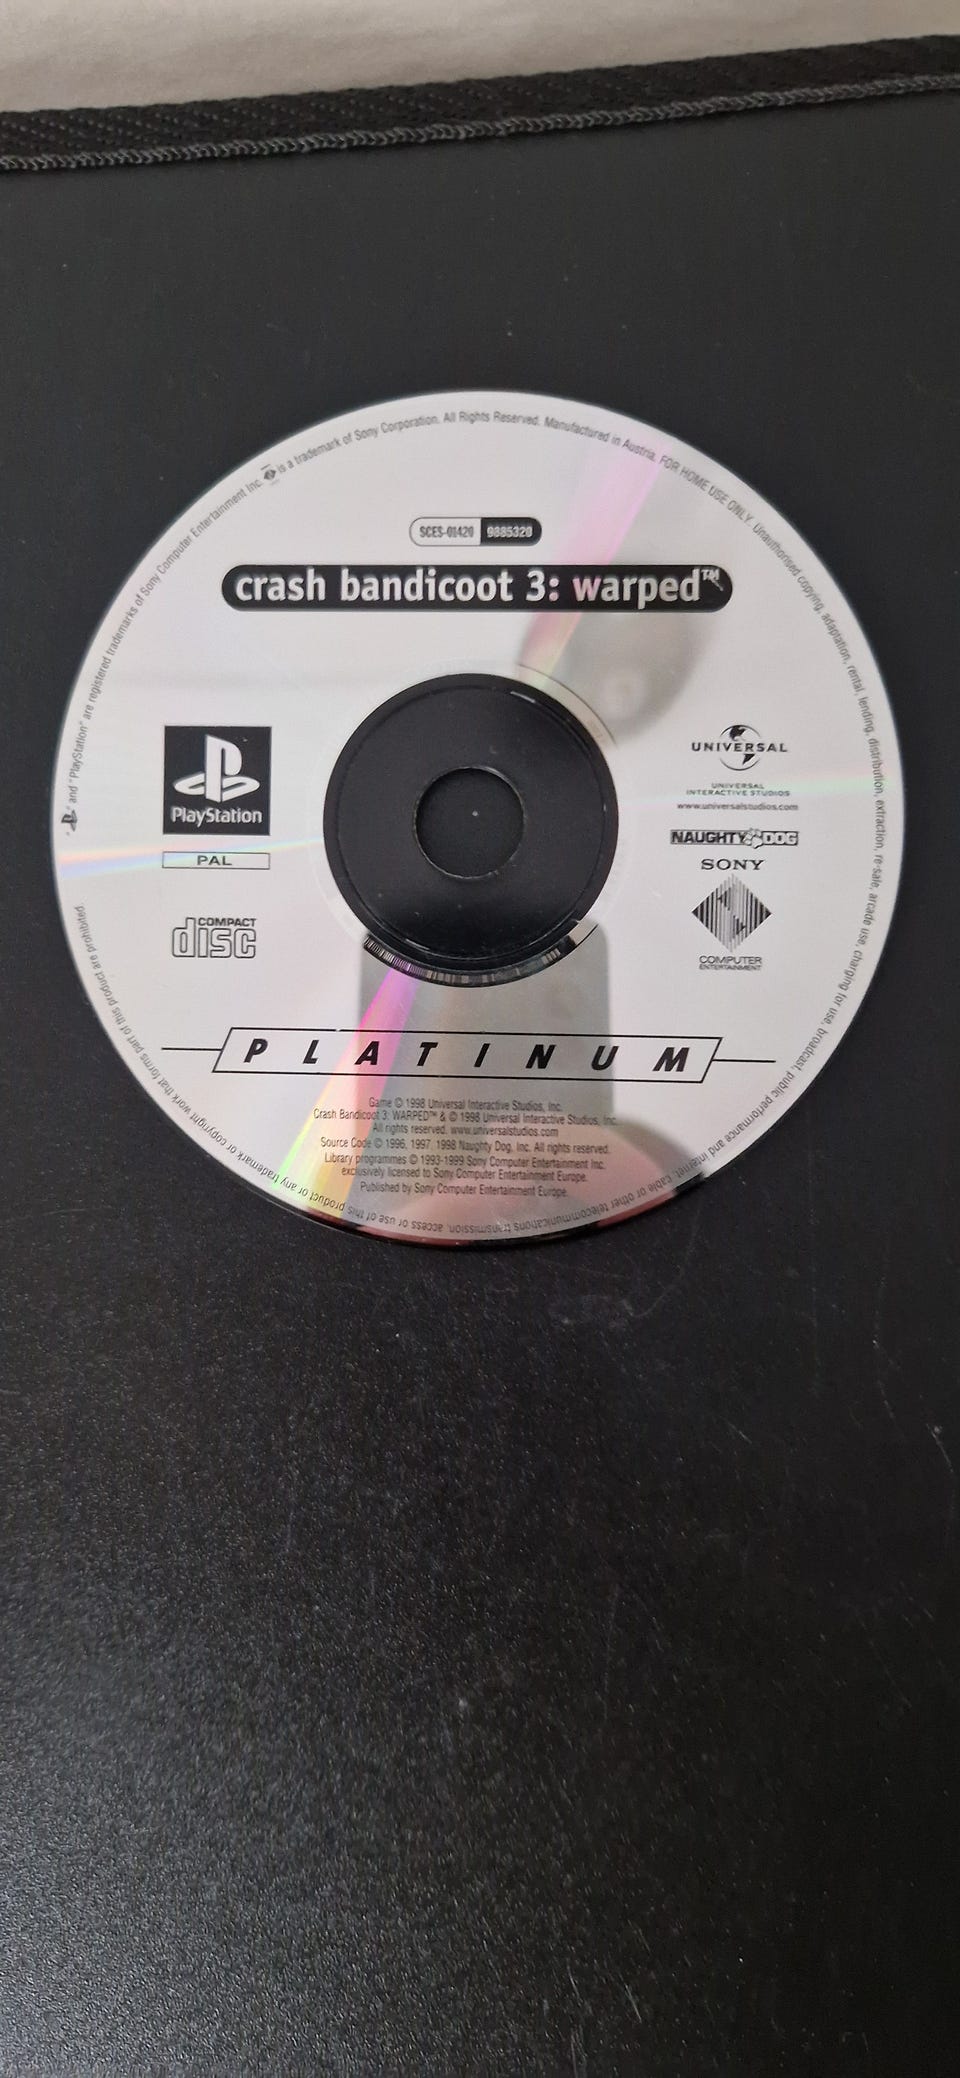 SCES-01420 9885320
crash bandicoot 3: warped™
PlayStation
PAL
COMPACT
disc
UNIVERSAL
UNIVERSAL
INTERACTIVE STUDIOS
www.universalstudios.com
NAUGHTY DOG
SONY
COMPUTER
ENTERTAINMENT
PLATINUM
Game © 1998 Universal Interactive Studios, Inc.
Crash Bandicoot 3: WARPED™ & © 1998 Universal Interactive Studios, Inc.
All rights reserved. www.universalstudios.com
Source Code © 1996, 1997, 1998 Naughty Dog, Inc. All rights reserved.
Library programmes © 1993-1999 Sony Computer Entertainment Inc.
exclusively licensed to Sony Computer Entertainment Europe.
Published by Sony Computer Entertainment Europe.
and "PlayStation" are registered trademarks of Sony Computer Entertainment Inc. is a trademark of Sony Corporation. All Rights Reserved. Manufactured in Austria. FOR HOME USE ONLY. Unauthorised copying, adaptation, rental, lending, distribution, extraction, re-sale, arcade use, charging for use, broadcast, public performance and internet, cable or other telecommunications transmission, access or use of this product or any trademark or copyright work that forms part of this product are prohibited.